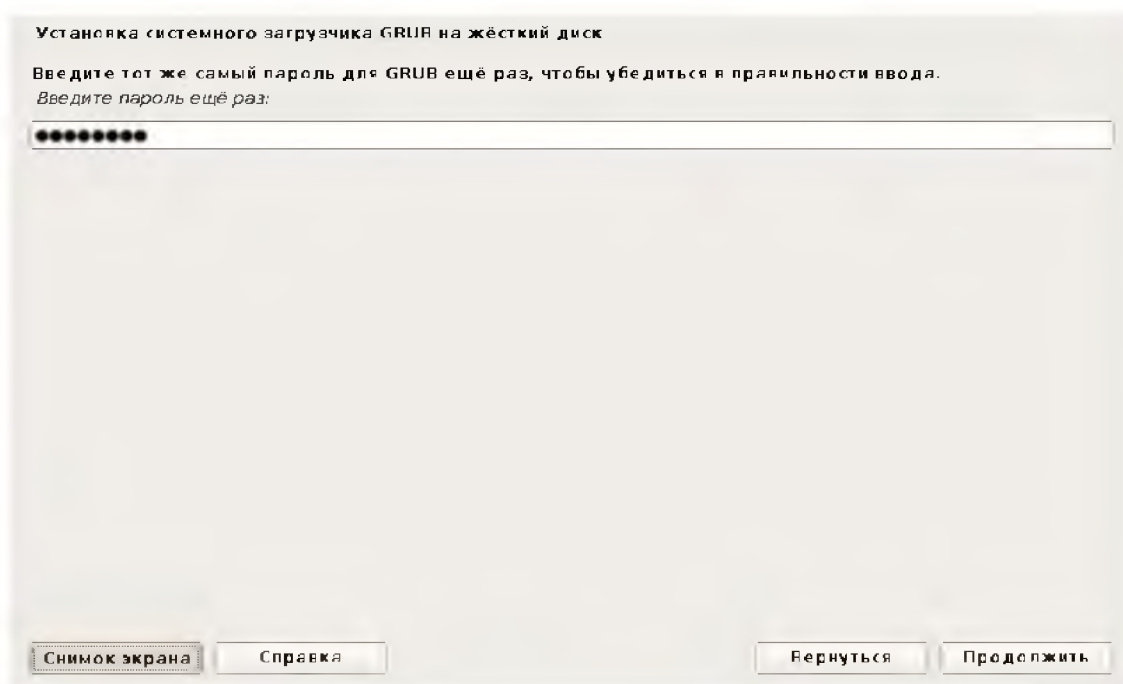 Установка системного загрузчика GRUB на жёсткий диск
Введите тот же самый пароль для GRUB ещё раз, чтобы убедиться в правильности ввода.
Введите пароль ещё раз:
●●●●●●●●
Снимок экрана Справка Вернуться Продолжить